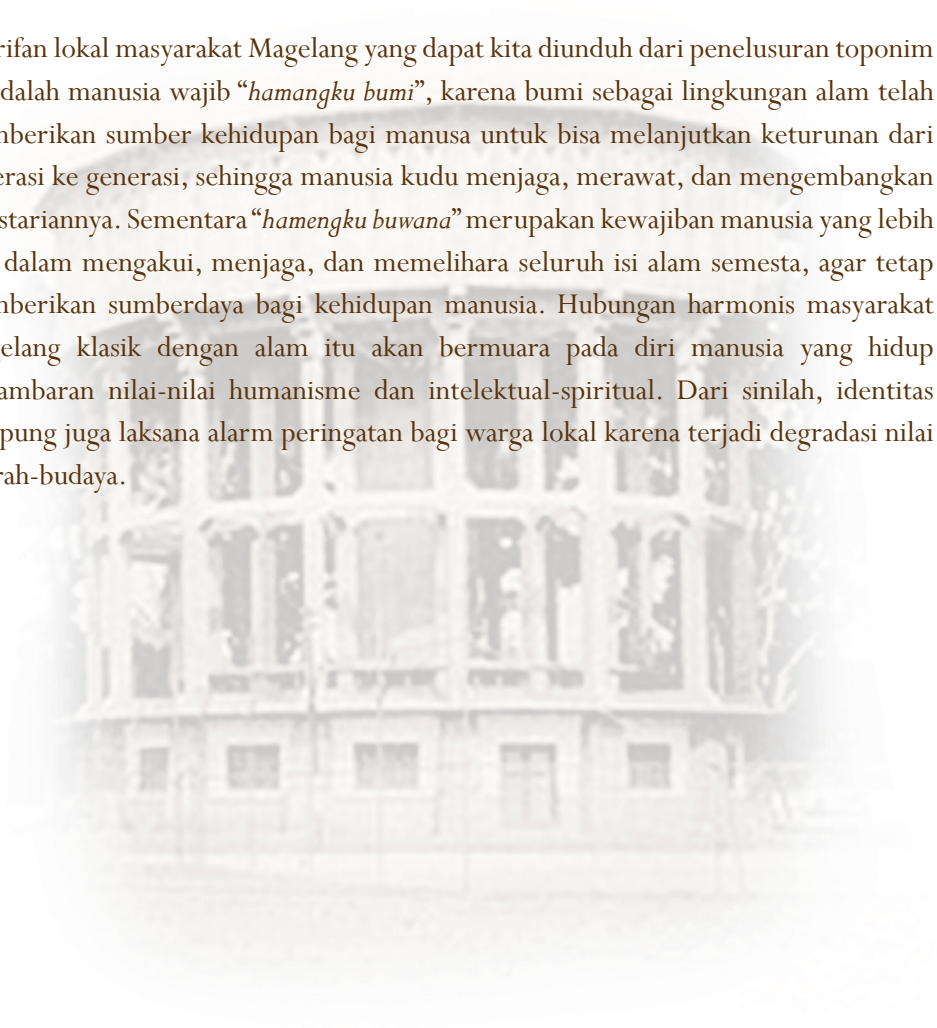 rifan lokal masyarakat Magelang yang dapat kita diunduh dari penelusuran toponim
dalah manusia wajib “hamangku bumi”, karena bumi sebagai lingkungan alam telah
nberikan sumber kehidupan bagi manusa untuk bisa melanjutkan keturunan dari
erasi ke generasi, sehingga manusia kudu menjaga, merawat, dan mengembangkan
stariannya. Sementara “hamengku buwana” merupakan kewajiban manusia yang lebih
dalam mengakui, menjaga, dan memelihara seluruh isi alam semesta, agar tetap
nberikan sumberdaya bagi kehidupan manusia. Hubungan harmonis masyarakat
elang klasik dengan alam itu akan bermuara pada diri manusia yang hidup
ambaran nilai-nilai humanisme dan intelektual-spiritual. Dari sinilah, identitas
pung juga laksana alarm peringatan bagi warga lokal karena terjadi degradasi nilai
rah-budaya.